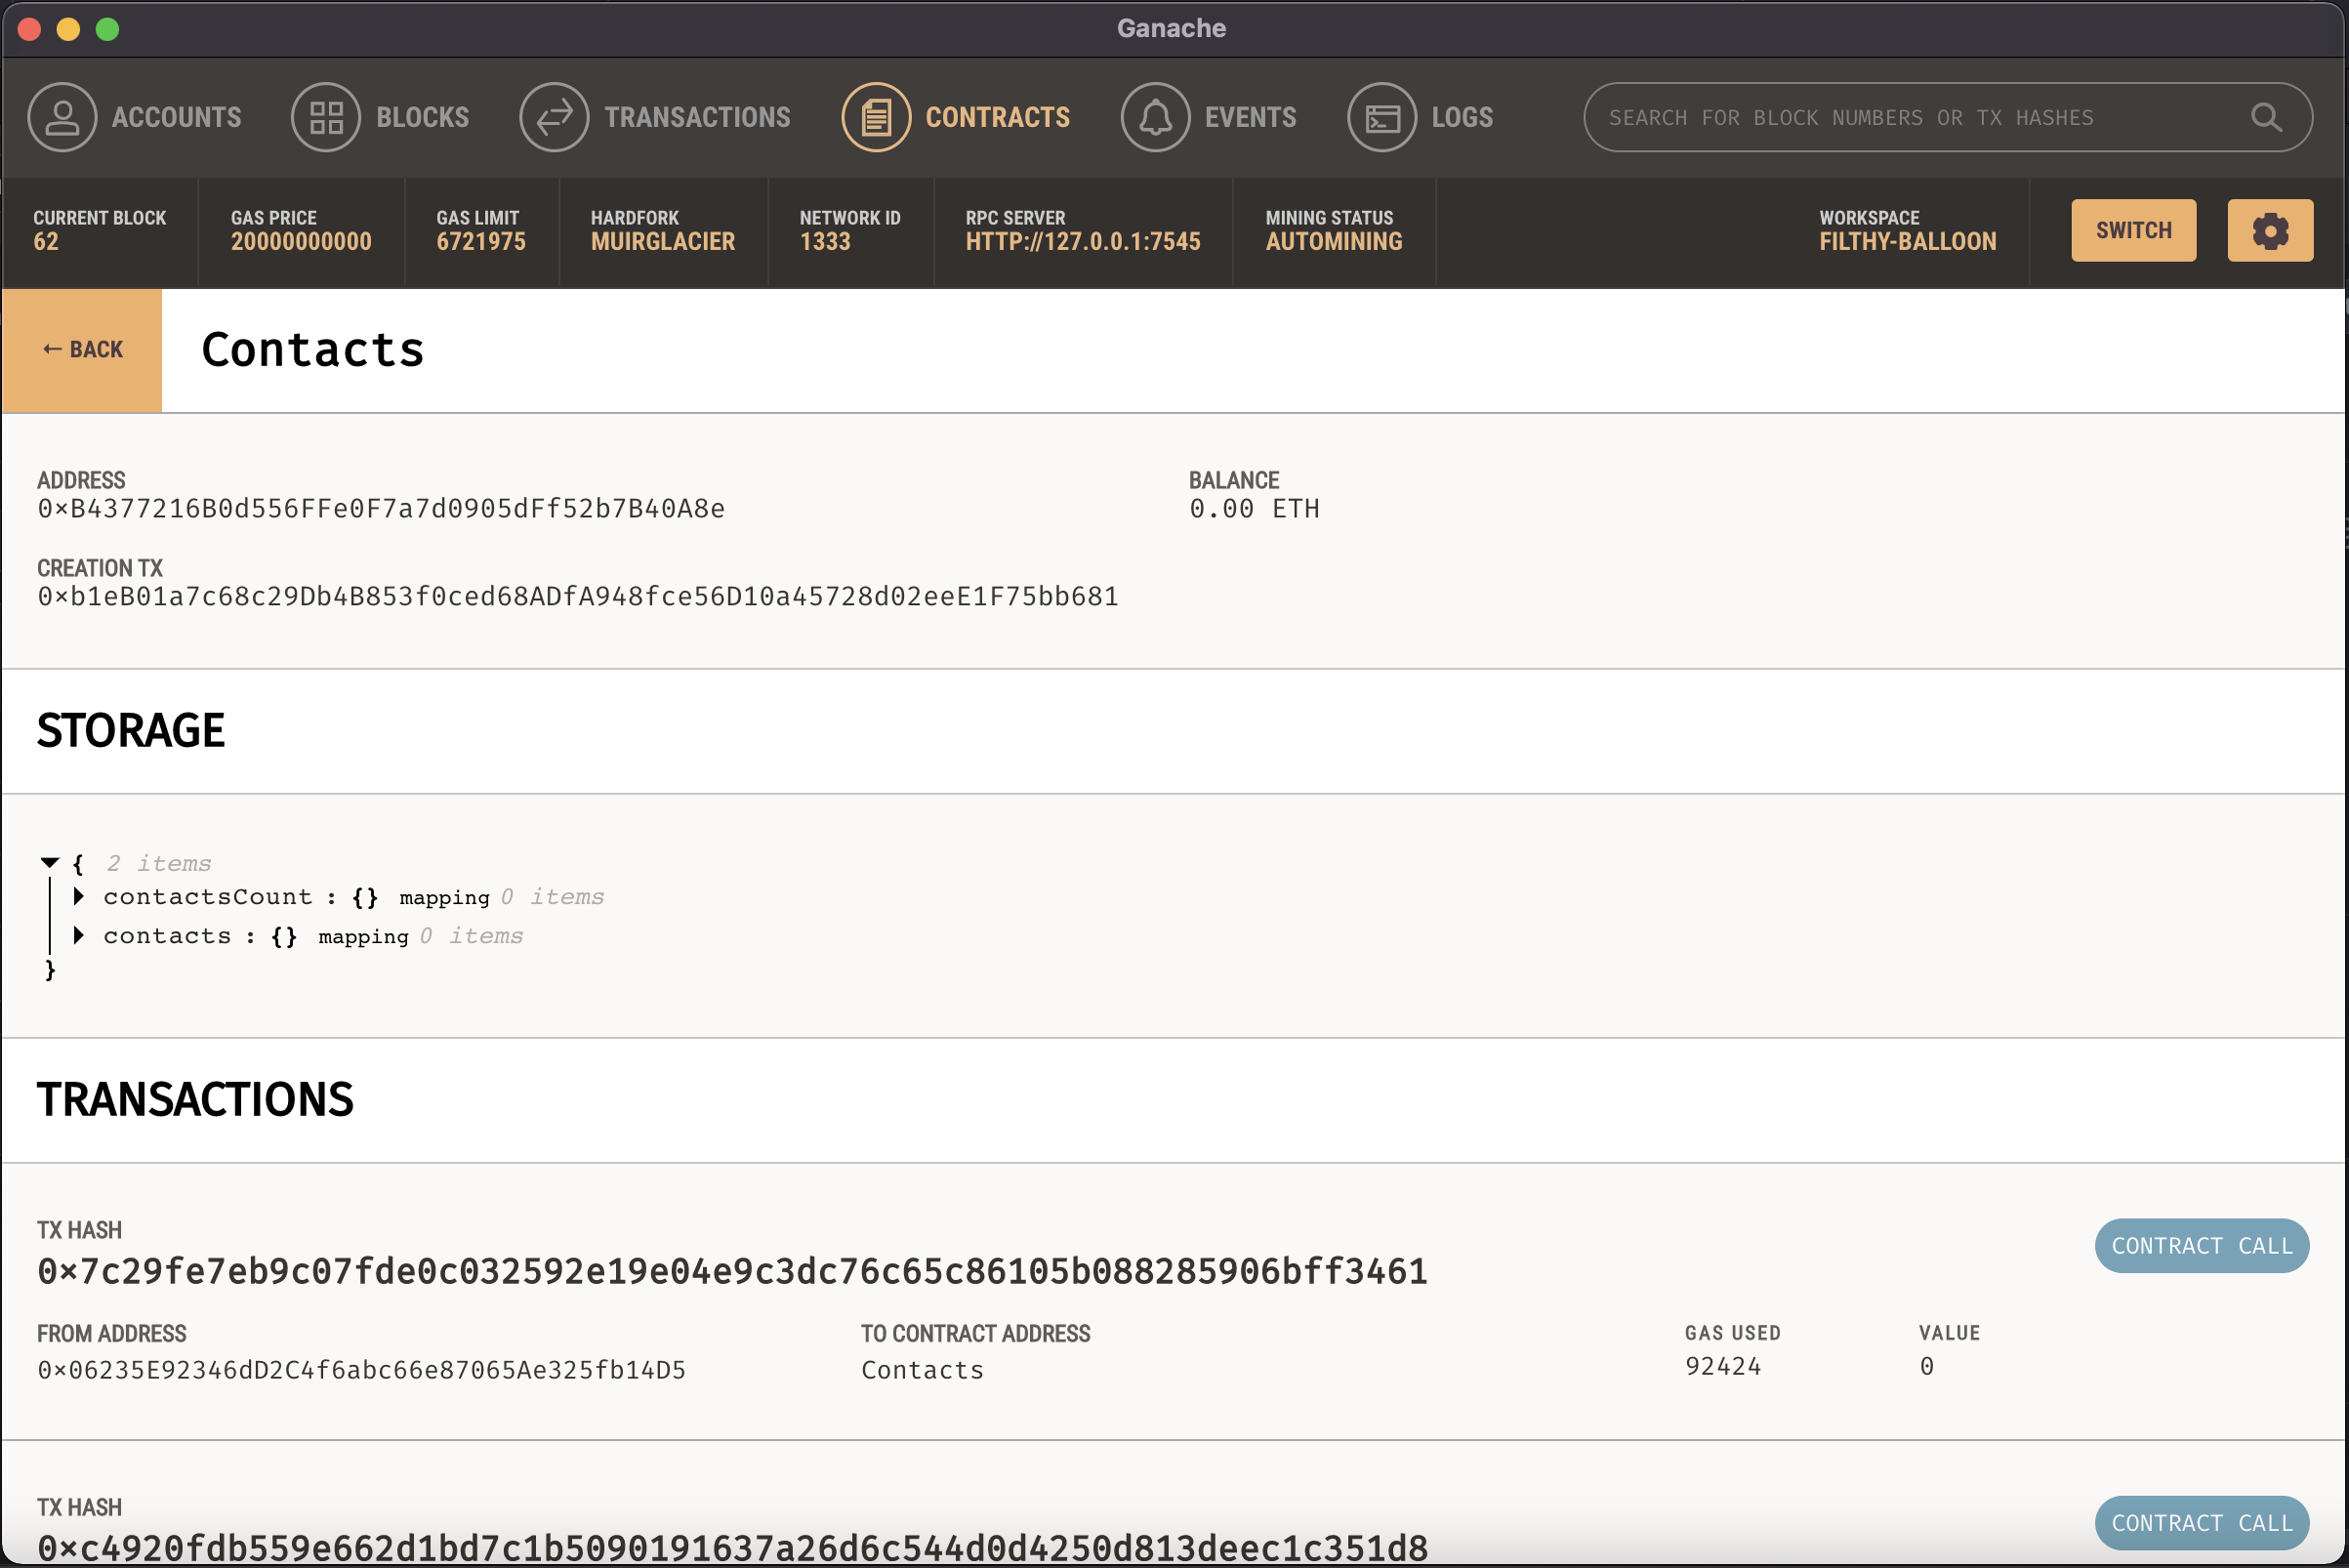 Ganache
ACCOUNTS BLOCKS TRANSACTIONS CONTRACTS EVENTS LOGS SEARCH FOR BLOCK NUMBERS OR TX HASHES
CURRENT BLOCK GAS PRICE GAS LIMIT HARDFORK NETWORK ID RPC SERVER MINING STATUS WORKSPACE
62 20000000000 6721975 MUIRGLACIER 1333 HTTP://127.0.0.1:7545 AUTOMINING FILTHY-BALLOON SWITCH
← BACK Contacts
ADDRESS BALANCE
0×B4377216B0d556FFe0F7a7d0905dFf52b7B40A8e 0.00 ETH
CREATION TX
0×b1eB01a7c68c29Db4B853f0ced68ADfA948fce56D10a45728d02eeE1F75bb681
STORAGE
{ 2 items
contactsCount : {} mapping 0 items
contacts : {} mapping 0 items
}
TRANSACTIONS
TX HASH
0×7c29fe7eb9c07fde0c032592e19e04e9c3dc76c65c86105b088285906bff3461 CONTRACT CALL
FROM ADDRESS TO CONTRACT ADDRESS GAS USED VALUE
0×06235E92346dD2C4f6abc66e87065Ae325fb14D5 Contacts 92424 0
TX HASH
0×c4920fdb559e662d1bd7c1b5090191637a26d6c544d0d4250d813deec1c351d8 CONTRACT CALL